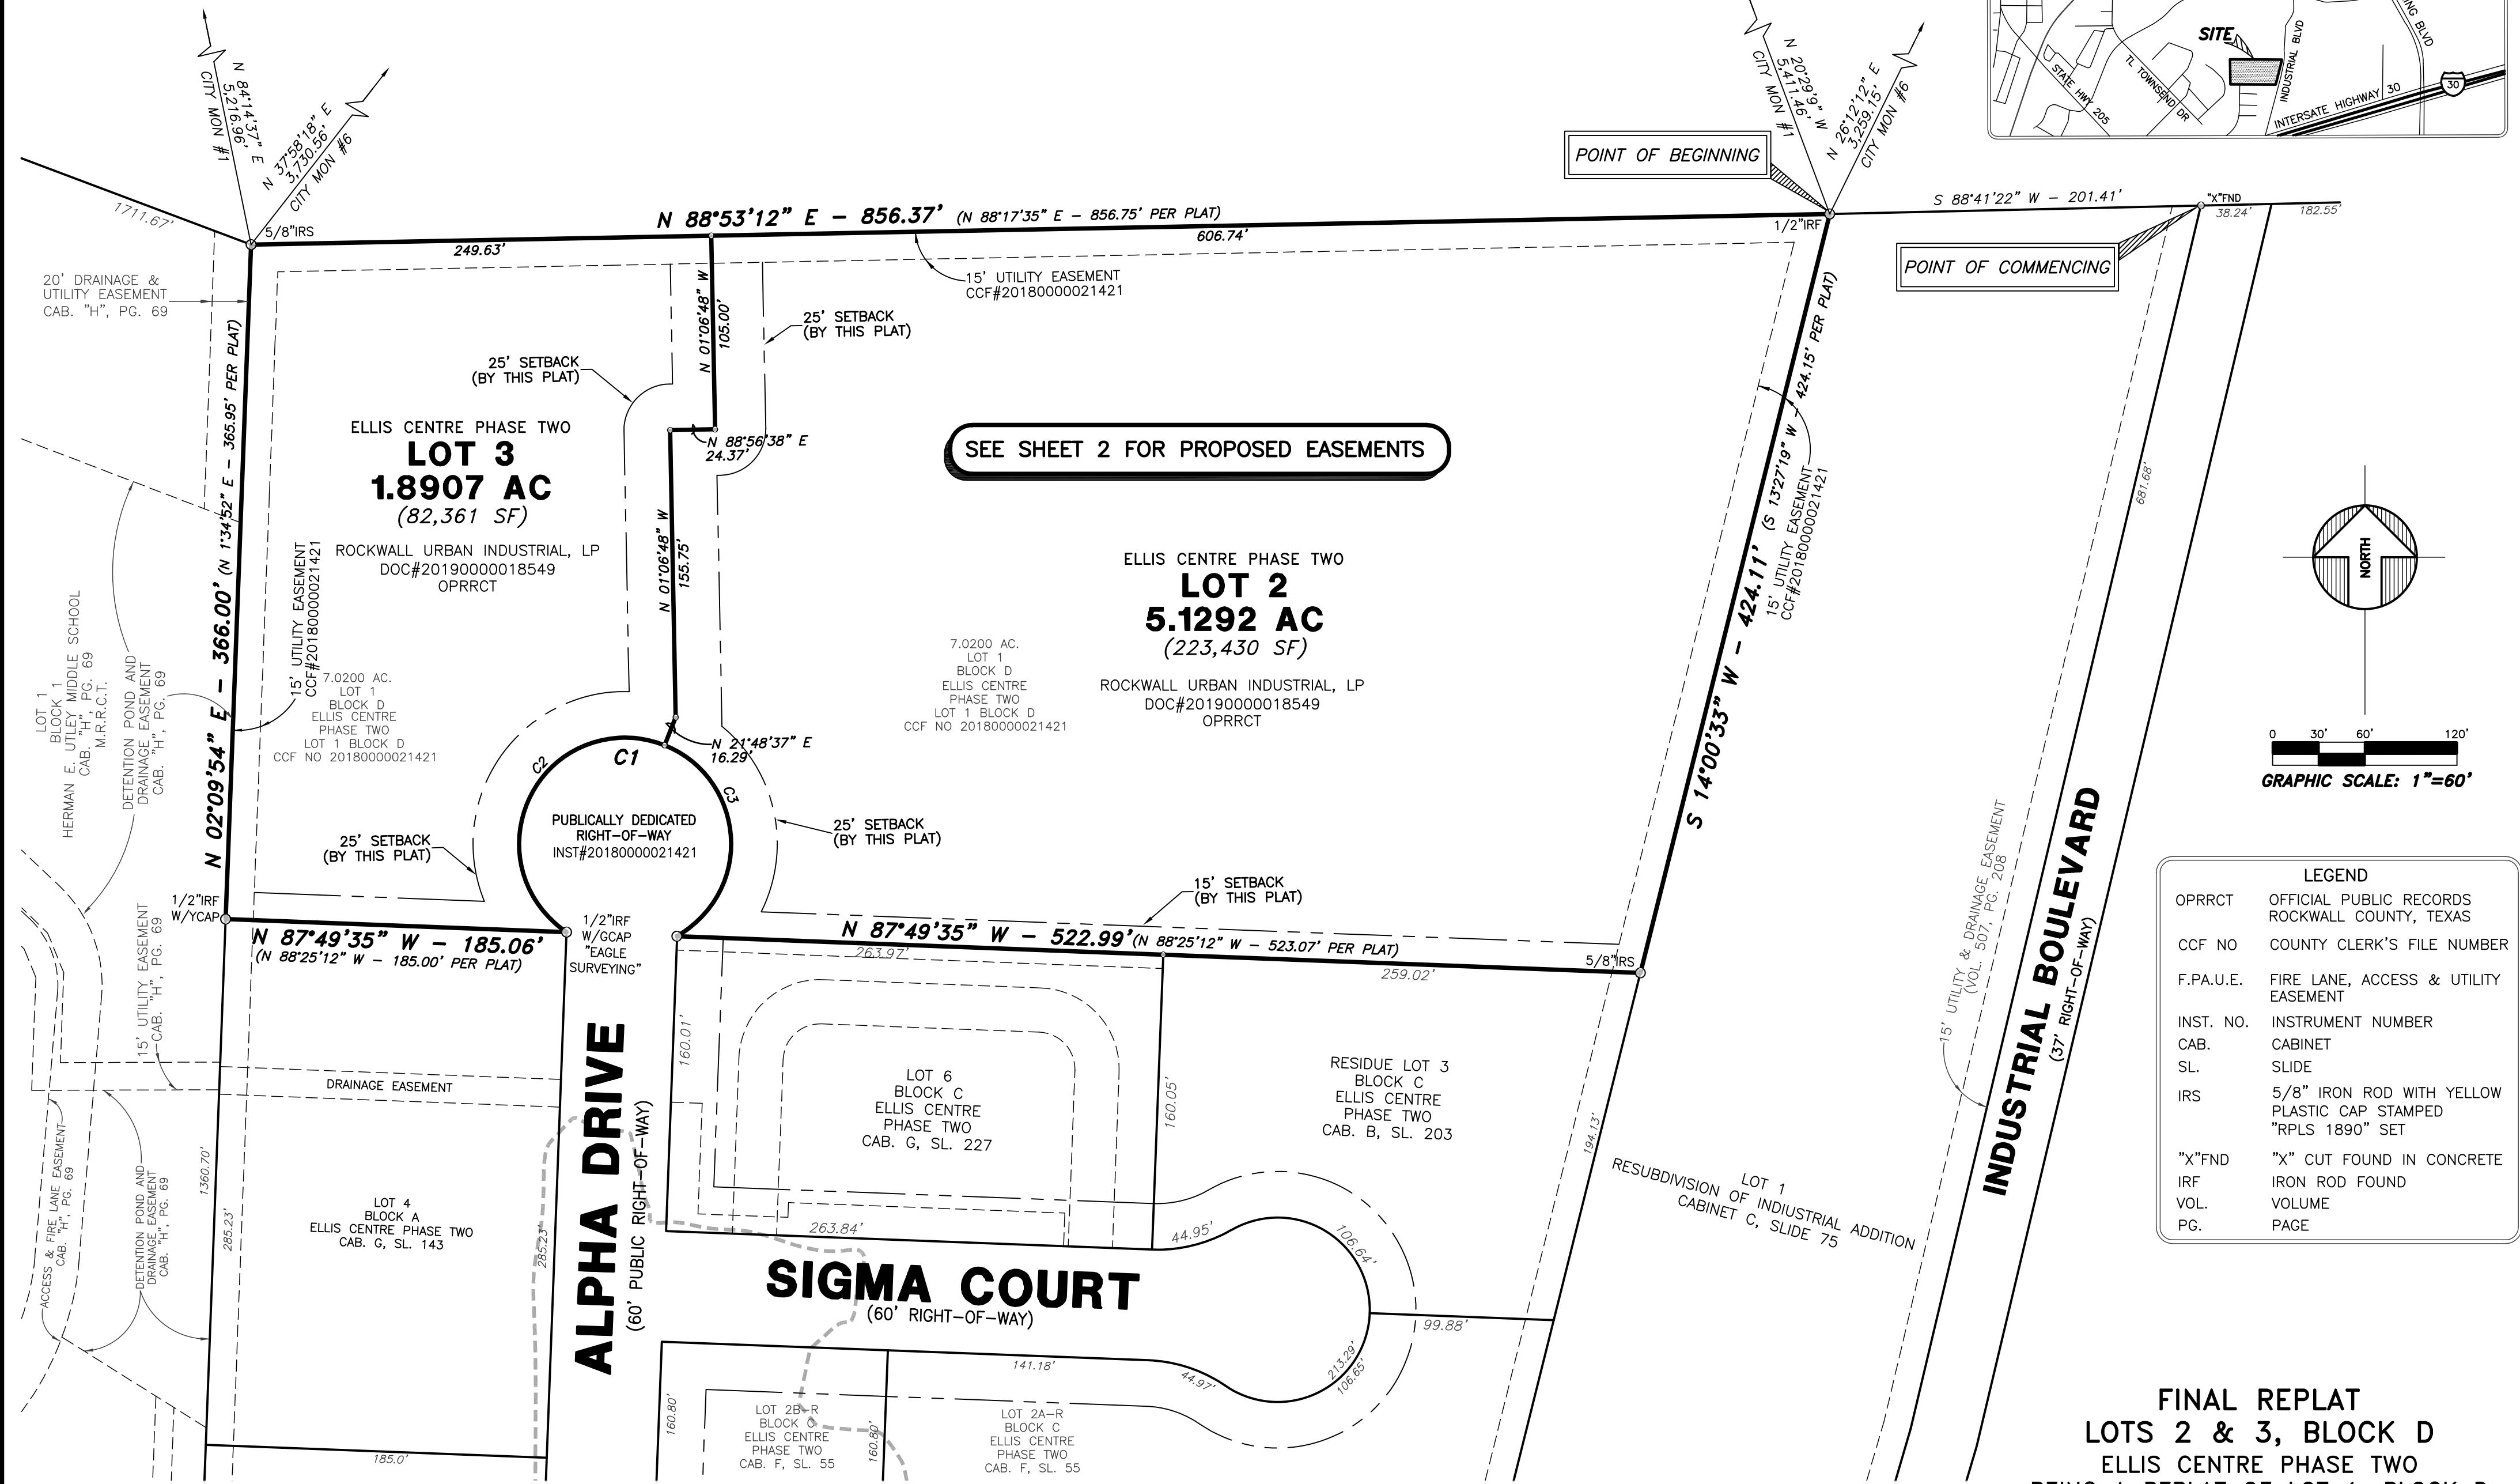 N 84°14'37" E
5,216.96'
CITY MON #1
N 37°58'18" E
3,730.56'
CITY MON #6
N 20°29'9" W
5,411.46'
CITY MON #1
N 26°12'12" E
3,259.15'
CITY MON #6
SITE
STATE HWY 205
TL TOWNSEND DR
INDUSTRIAL BLVD
ING BLVD
INTERSATE HIGHWAY 30
30
POINT OF BEGINNING
1711.67'
5/8"IRS
N 88°53'12" E – 856.37' (N 88°17'35" E – 856.75' PER PLAT)
249.63'
606.74'
1/2"IRF
S 88°41'22" W – 201.41'
"X"FND
38.24'
182.55'
POINT OF COMMENCING
20' DRAINAGE &
UTILITY EASEMENT
CAB. "H", PG. 69
15' UTILITY EASEMENT
CCF#20180000021421
N 01°06'48" W
105.00'
25' SETBACK
(BY THIS PLAT)
25' SETBACK
(BY THIS PLAT)
N 88°56'38" E
24.37'
SEE SHEET 2 FOR PROPOSED EASEMENTS
ELLIS CENTRE PHASE TWO
LOT 3
1.8907 AC
(82,361 SF)
ROCKWALL URBAN INDUSTRIAL, LP
DOC#20190000018549
OPRRCT
N 01°06'48" W
155.75'
ELLIS CENTRE PHASE TWO
LOT 2
5.1292 AC
(223,430 SF)
ROCKWALL URBAN INDUSTRIAL, LP
DOC#20190000018549
OPRRCT
7.0200 AC.
LOT 1
BLOCK D
ELLIS CENTRE
PHASE TWO
LOT 1 BLOCK D
CCF NO 20180000021421
7.0200 AC.
LOT 1
BLOCK D
ELLIS CENTRE
PHASE TWO
LOT 1 BLOCK D
CCF NO 20180000021421
15' UTILITY EASEMENT
CCF#20180000021421
N 02°09'54" E – 366.00' (N 1°34'52" E – 365.95' PER PLAT)
S 14°00'33" W – 424.11' (S 13°27'19" W – 424.15' PER PLAT)
15' UTILITY EASEMENT
CCF#20180000021421
LOT 1
BLOCK 1
HERMAN E. UTLEY MIDDLE SCHOOL
CAB. "H", PG. 69
M.R.R.C.T.
DETENTION POND AND
DRAINAGE EASEMENT
CAB. "H", PG. 69
N 21°48'37" E
16.29'
C1
C2
C3
PUBLICALLY DEDICATED
RIGHT–OF–WAY
INST#20180000021421
25' SETBACK
(BY THIS PLAT)
25' SETBACK
(BY THIS PLAT)
15' SETBACK
(BY THIS PLAT)
1/2"IRF
W/YCAP
N 87°49'35" W – 185.06'
(N 88°25'12" W – 185.00' PER PLAT)
1/2"IRF
W/GCAP
"EAGLE
SURVEYING"
N 87°49'35" W – 522.99' (N 88°25'12" W – 523.07' PER PLAT)
263.97'
259.02'
5/8"IRS
681.68'
NORTH
0 30' 60' 120'
GRAPHIC SCALE: 1"=60'
LEGEND
OPRRCT OFFICIAL PUBLIC RECORDS
ROCKWALL COUNTY, TEXAS
CCF NO COUNTY CLERK'S FILE NUMBER
F.PA.U.E. FIRE LANE, ACCESS & UTILITY
EASEMENT
INST. NO. INSTRUMENT NUMBER
CAB. CABINET
SL. SLIDE
IRS 5/8" IRON ROD WITH YELLOW
PLASTIC CAP STAMPED
"RPLS 1890" SET
"X"FND "X" CUT FOUND IN CONCRETE
IRF IRON ROD FOUND
VOL. VOLUME
PG. PAGE
15' UTILITY & DRAINAGE EASEMENT
(VOL. 507, PG. 208
INDUSTRIAL BOULEVARD
(37' RIGHT–OF–WAY)
15' UTILITY EASEMENT
CAB. "H", PG. 69
DRAINAGE EASEMENT
ACCESS & FIRE LANE EASEMENT
CAB. "H", PG. 69
DETENTION POND AND
DRAINAGE EASEMENT
CAB. "H", PG. 69
1360.70'
285.23'
LOT 4
BLOCK A
ELLIS CENTRE PHASE TWO
CAB. G, SL. 143
285.23'
185.0'
ALPHA DRIVE
(60' PUBLIC RIGHT–OF–WAY)
160.01'
LOT 6
BLOCK C
ELLIS CENTRE
PHASE TWO
CAB. G, SL. 227
160.05'
RESIDUE LOT 3
BLOCK C
ELLIS CENTRE
PHASE TWO
CAB. B, SL. 203
194.13'
LOT 1
RESUBDIVISION OF INDIUSTRIAL ADDITION
CABINET C, SLIDE 75
263.84'
44.95'
106.64'
SIGMA COURT
(60' RIGHT–OF–WAY)
99.88'
213.29'
106.65'
141.18'
44.97'
160.80'
LOT 2B–R
BLOCK C
ELLIS CENTRE
PHASE TWO
CAB. F, SL. 55
160.80'
LOT 2A–R
BLOCK C
ELLIS CENTRE
PHASE TWO
CAB. F, SL. 55
FINAL REPLAT
LOTS 2 & 3, BLOCK D
ELLIS CENTRE PHASE TWO
BEING A REPLAT OF LOT 1, BLOCK D